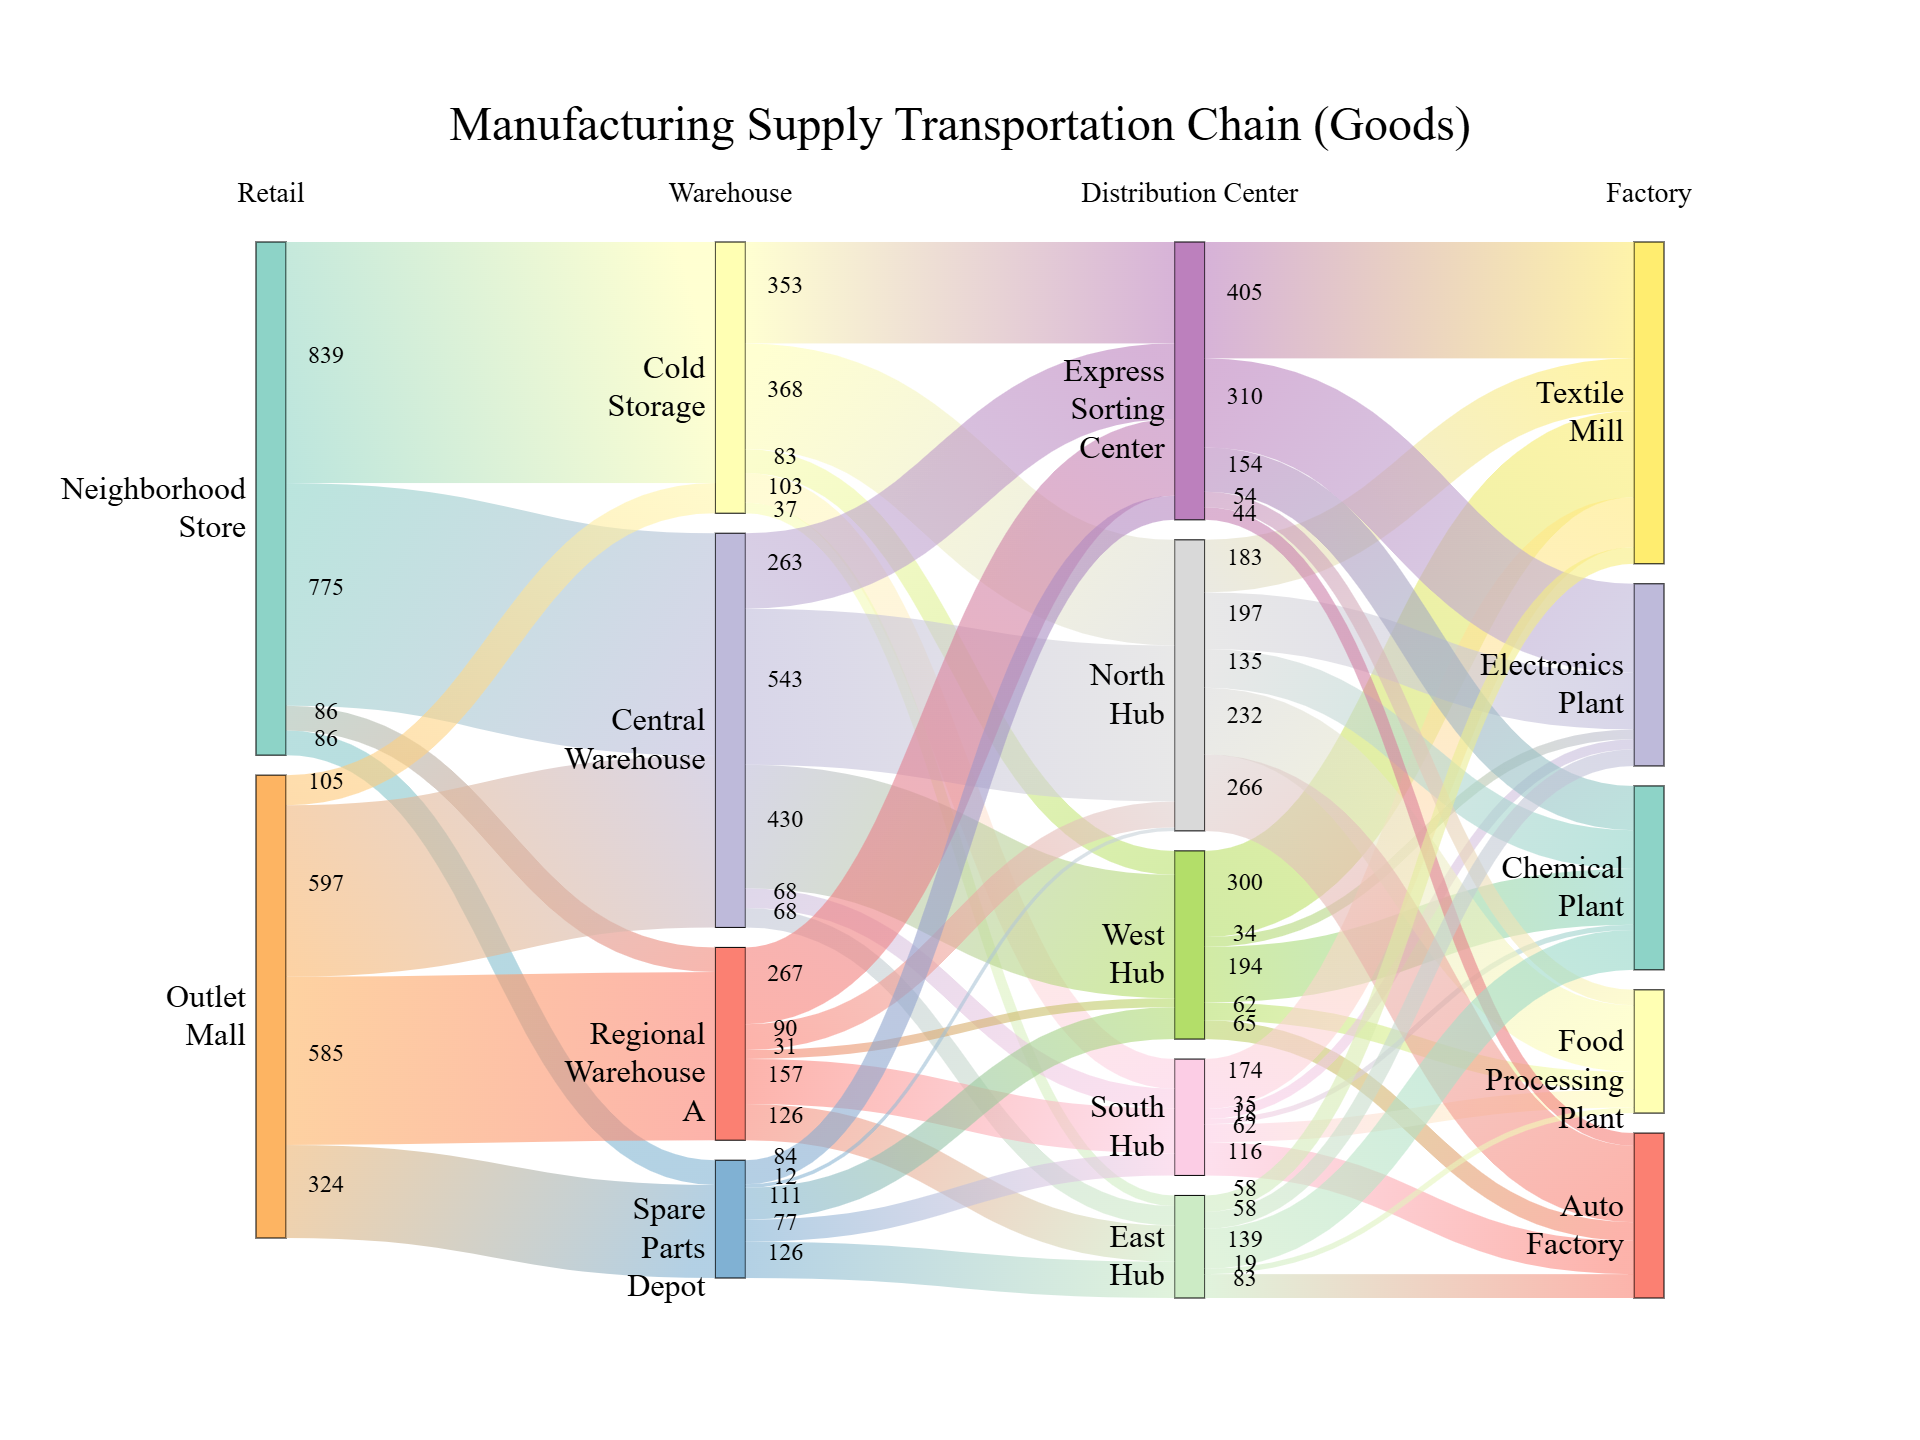 Manufacturing Supply Transportation Chain (Goods)
Retail
Warehouse
Distribution Center
Factory
Neighborhood
Store
839
775
86
86
Outlet
Mall
105
597
585
324
Cold
Storage
353
368
83
103
37
Central
Warehouse
263
543
430
68
68
Regional
Warehouse
A
267
90
31
157
126
Spare
Parts
Depot
84
12
111
77
126
Express
Sorting
Center
405
310
154
54
44
North
Hub
183
197
135
232
266
West
Hub
300
34
194
62
65
South
Hub
174
35
18
62
116
East
Hub
58
58
139
19
83
Textile
Mill
Electronics
Plant
Chemical
Plant
Food
Processing
Plant
Auto
Factory